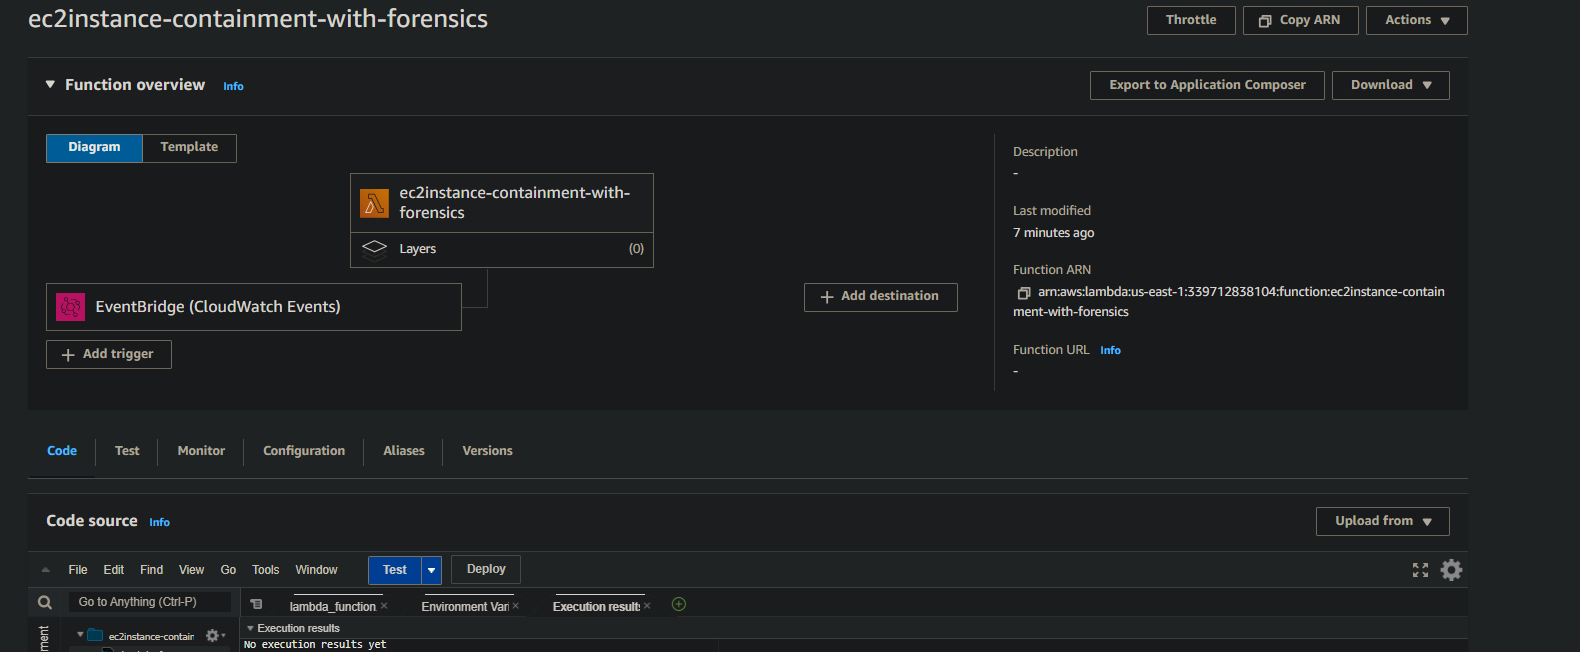 ec2instance-containment-with-forensics
Throttle
Copy ARN
Actions
Function overview Info
Export to Application Composer
Download
Diagram
Template
ec2instance-containment-with-
forensics
Layers
(0)
EventBridge (CloudWatch Events)
Add trigger
Add destination
Description
-
Last modified
7 minutes ago
Function ARN
arn:aws:lambda:us-east-1:339712838104:function:ec2instance-contain
ment-with-forensics
Function URL Info
-
Code
Test
Monitor
Configuration
Aliases
Versions
Code source Info
Upload from
File
Edit
Find
View
Go
Tools
Window
Test
Deploy
Go to Anything (Ctrl-P)
lambda_function
Environment Vari
Execution results
ec2instance-contain
Execution results
No execution results yet